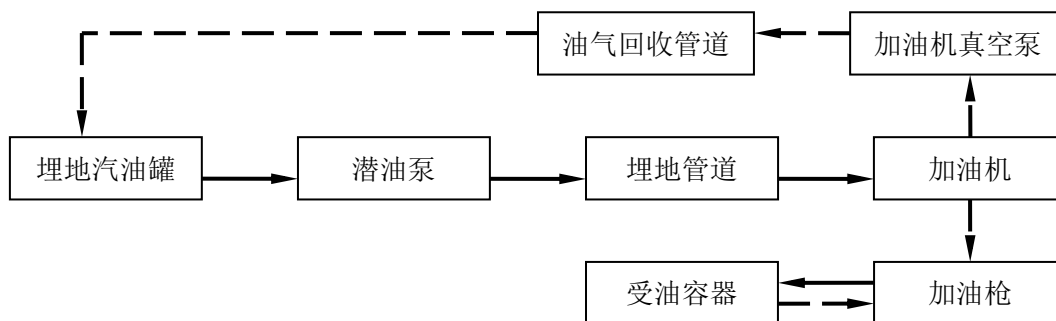 油气回收管道
加油机真空泵
埋地汽油罐
潜油泵
埋地管道
加油机
受油容器
加油枪